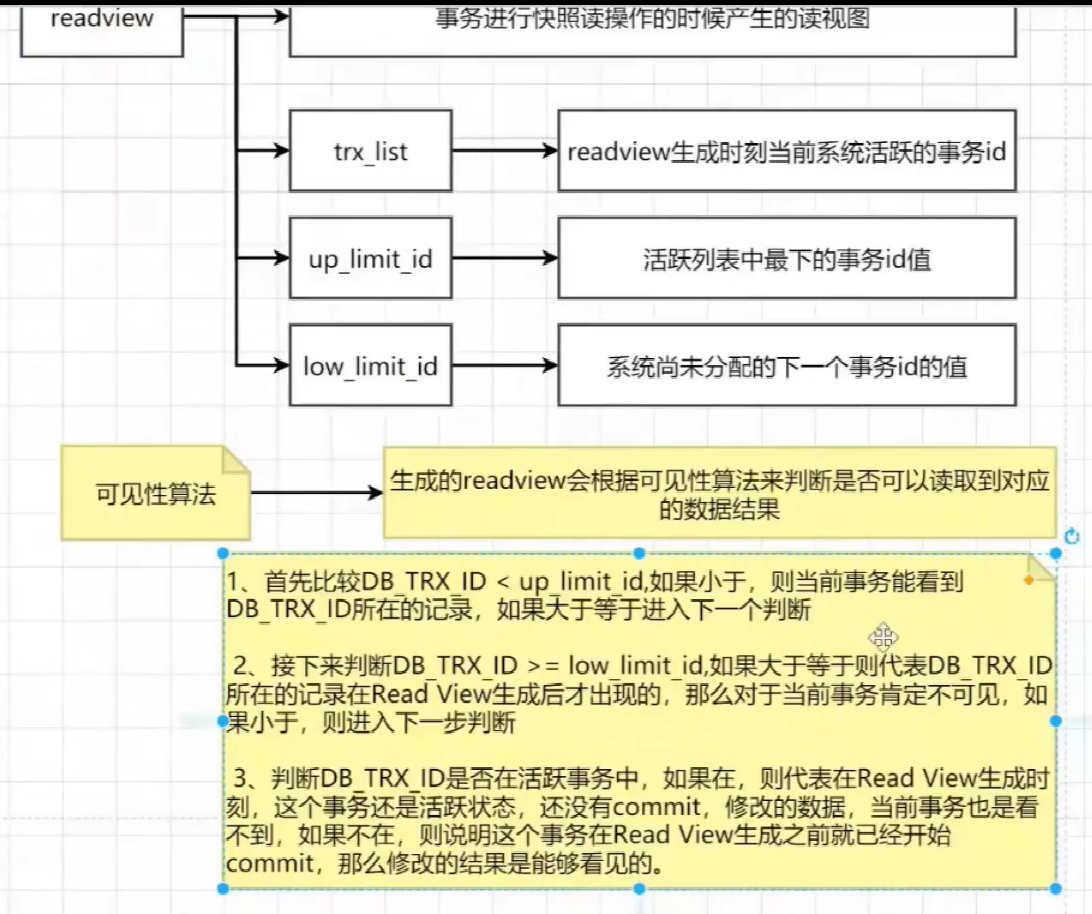 readview
事务进行快照读操作的时候产生的读视图
trx_list
readview生成时刻当前系统活跃的事务id
up_limit_id
活跃列表中最下的事务id值
low_limit_id
系统尚未分配的下一个事务id的值
可见性算法
生成的readview会根据可见性算法来判断是否可以读取到对应
的数据结果
1、首先比较DB_TRX_ID < up_limit_id,如果小于，则当前事务能看到
DB_TRX_ID所在的记录，如果大于等于进入下一个判断
2、接下来判断DB_TRX_ID >= low_limit_id,如果大于等于则代表DB_TRX_ID
所在的记录在Read View生成后才出现的，那么对于当前事务肯定不可见，如
果小于，则进入下一步判断
3、判断DB_TRX_ID是否在活跃事务中，如果在，则代表在Read View生成时
刻，这个事务还是活跃状态，还没有commit，修改的数据，当前事务也是看
不到，如果不在，则说明这个事务在Read View生成之前就已经开始
commit，那么修改的结果是能够看见的。